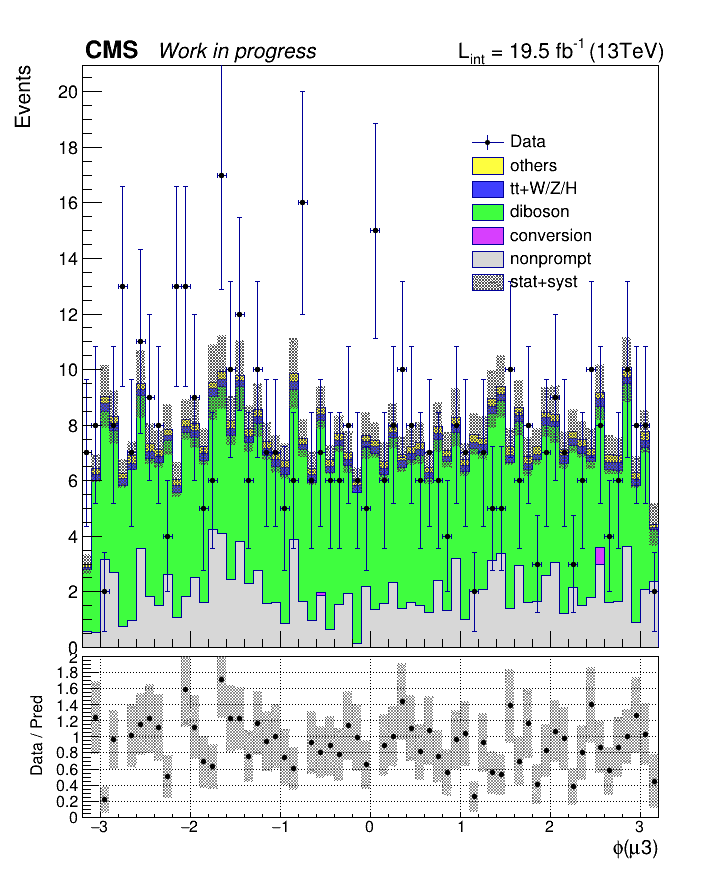 CMS Work in progress L_int = 19.5 fb^-1 (13TeV)
Events
20
18
16
14
12
10
8
6
4
2
0
Data
others
tt+W/Z/H
diboson
conversion
nonprompt
stat+syst
Data / Pred
2
1.8
1.6
1.4
1.2
1
0.8
0.6
0.4
0.2
0
−3 −2 −1 0 1 2 3
ϕ(μ3)